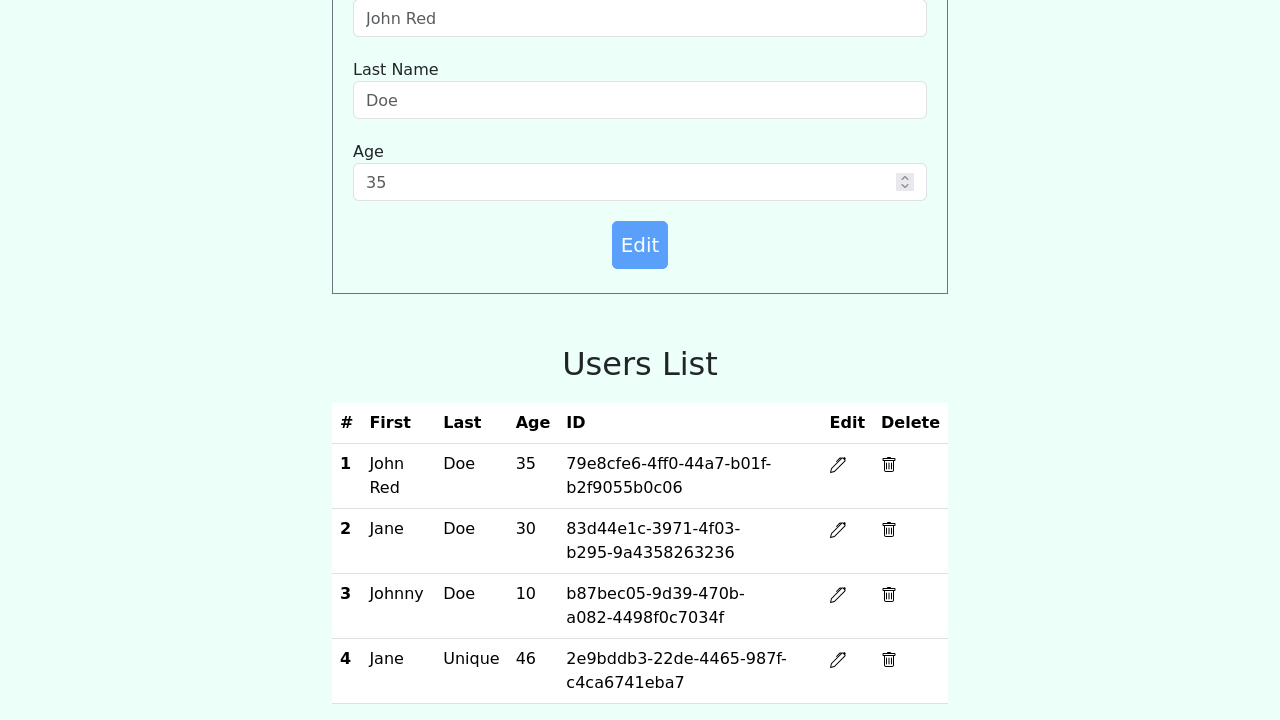 John Red
Last Name
Doe
Age
35
Edit
Users List
# First Last Age ID Edit Delete
1 John Red Doe 35 79e8cfe6-4ff0-44a7-b01f-b2f9055b0c06
2 Jane Doe 30 83d44e1c-3971-4f03-b295-9a4358263236
3 Johnny Doe 10 b87bec05-9d39-470b-a082-4498f0c7034f
4 Jane Unique 46 2e9bddb3-22de-4465-987f-c4ca6741eba7